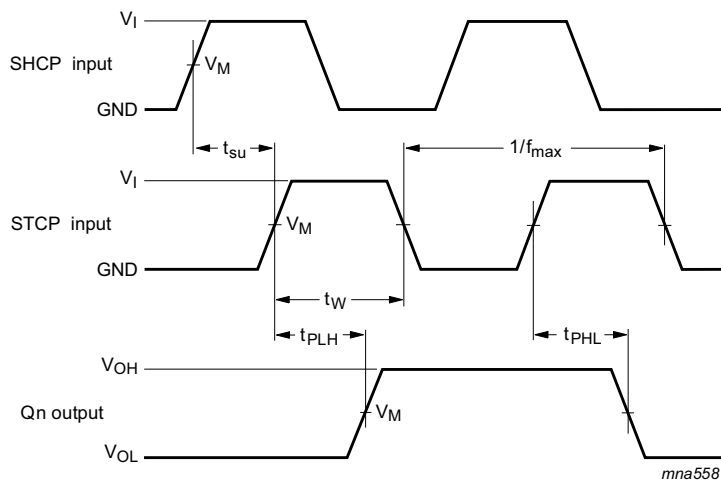 VI
SHCP input
VM
GND
tsu
1/fmax
VI
STCP input
VM
GND
tW
tPLH
tPHL
VOH
Qn output
VM
VOL
mna558